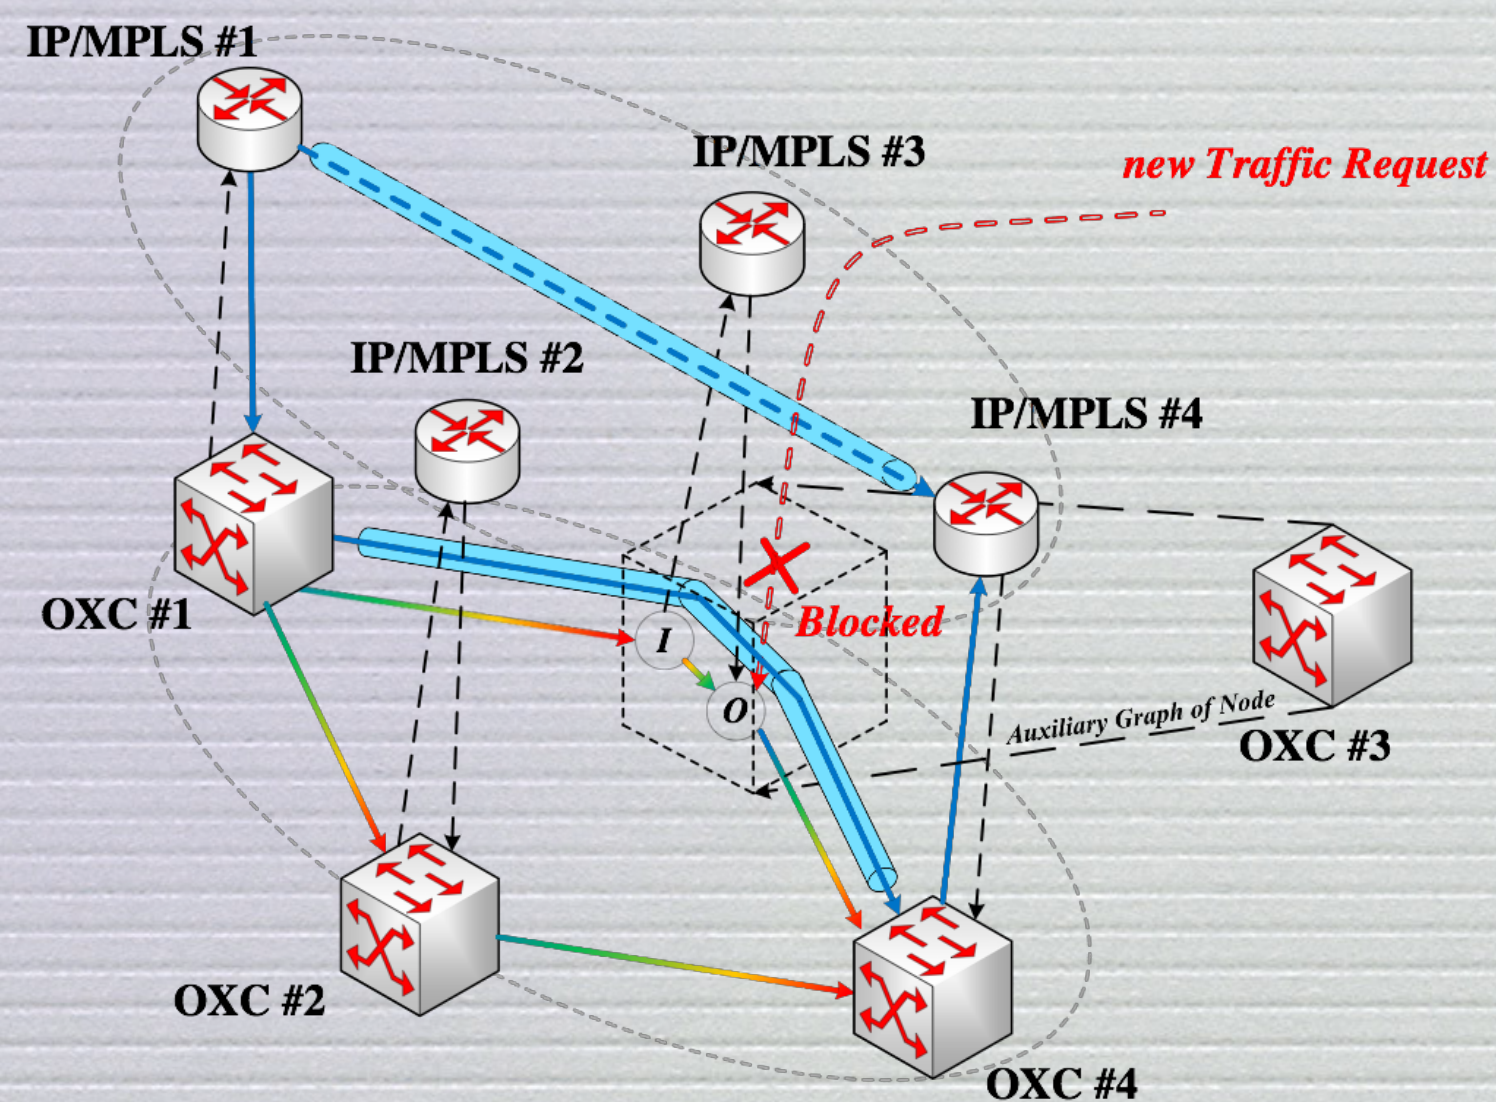 IP/MPLS #1
IP/MPLS #3
new Traffic Request
IP/MPLS #2
IP/MPLS #4
OXC #1
I
Blocked
O
Auxiliary Graph of Node
OXC #3
OXC #2
OXC #4